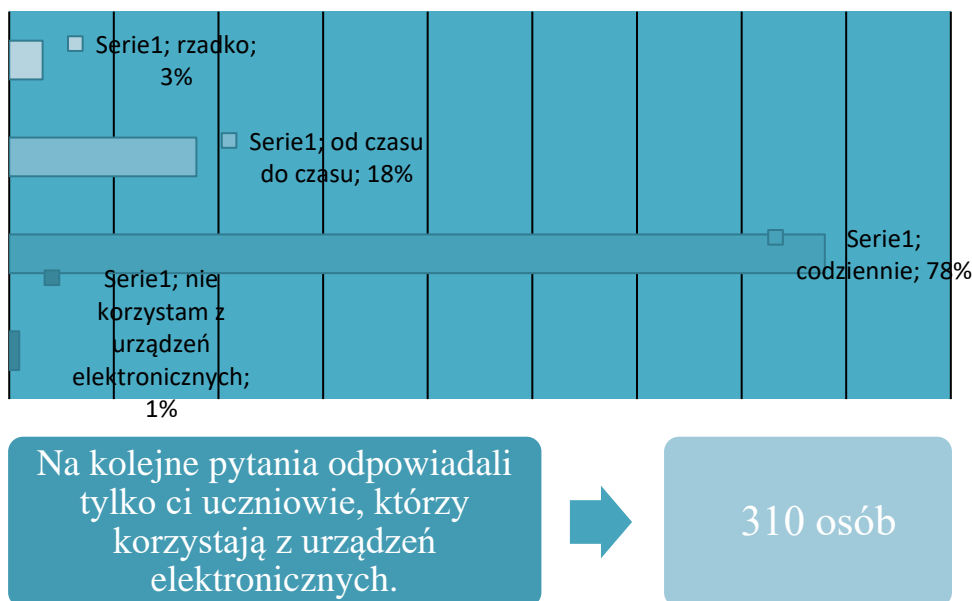 Serie1; rzadko;
3%
Serie1; od czasu
do czasu; 18%
Serie1;
codziennie; 78%
Serie1; nie
korzystam z
urządzeń
elektronicznych;
1%
Na kolejne pytania odpowiadali
tylko ci uczniowie, którzy
korzystają z urządzeń
elektronicznych.
310 osób